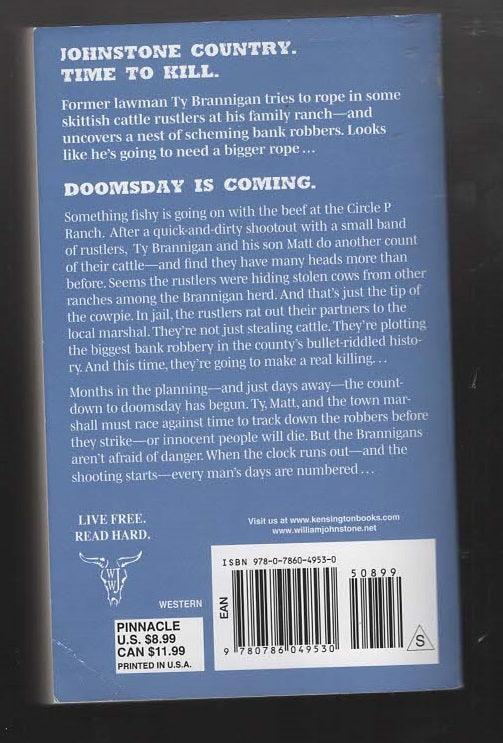 JOHNSTONE COUNTRY.
TIME TO KILL.
Former lawman Ty Brannigan tries to rope in some
skittish cattle rustlers at his family ranch—and
uncovers a nest of scheming bank robbers. Looks
like he's going to need a bigger rope ...
DOOMSDAY IS COMING.
Something fishy is going on with the beef at the Circle P
Ranch. After a quick-and-dirty shootout with a small band
of rustlers, Ty Brannigan and his son Matt do another count
of their cattle—and find they have many heads more than
before. Seems the rustlers were hiding stolen cows from other
ranches among the Brannigan herd. And that's just the tip of
the cowpie. In jail, the rustlers rat out their partners to the
local marshal. They're not just stealing cattle. They're plotting
the biggest bank robbery in the county's bullet-riddled histo-
ry. And this time, they're going to make a real killing...
Months in the planning—and just days away—the count-
down to doomsday has begun. Ty, Matt, and the town mar-
shall must race against time to track down the robbers before
they strike—or innocent people will die. But the Brannigans
aren't afraid of danger. When the clock runs out—and the
shooting starts—every man's days are numbered ...
LIVE FREE.
READ HARD.
WJ
WJ
WESTERN
PINNACLE
U.S. $8.99
CAN $11.99
PRINTED IN U.S.A.
Visit us at www.kensingtonbooks.com
www.williamjohnstone.net
ISBN 978-0-7860-4953-0
50899
EAN
9 780786 049530
S